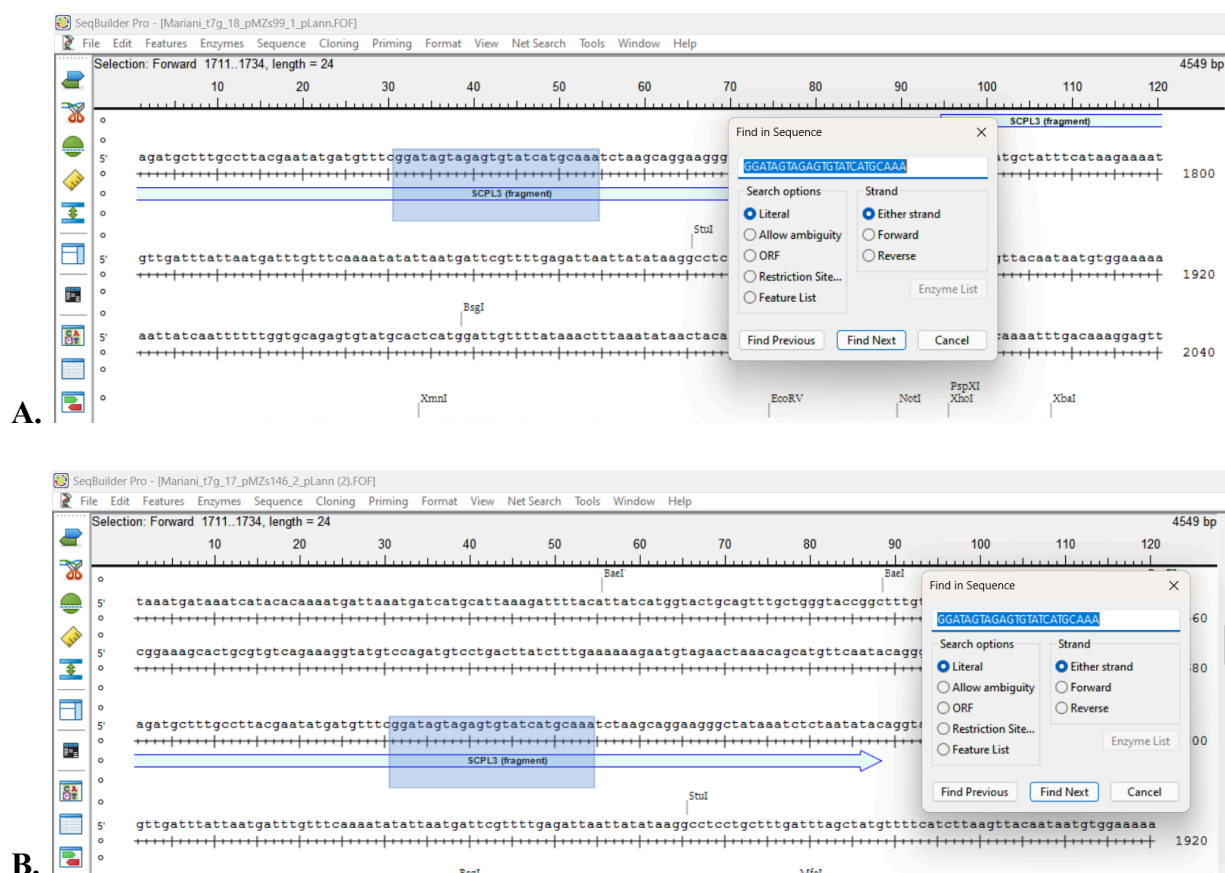 SeqBuilder Pro - [Mariani_t7g_18_pMZs99_1_pLann.FOF]
File Edit Features Enzymes Sequence Cloning Priming Format View Net Search Tools Window Help
Selection: Forward 1711..1734, length = 24 4549 bp
10 20 30 40 50 60 70 80 90 100 110 120
SCPL3 (fragment)
Find in Sequence
5' agatgctttgccttacgaatatgatgtttcggatagtagagtgtatcatgcaaatctaagcaggaaggg atgctatttcataagaaaat
1800
GGATAGTAGAGTGTATCATGCAAA
SCPL3 (fragment)
Search options Strand
Literal Either strand
Allow ambiguity Forward
ORF Reverse
Restriction Site...
Feature List Enzyme List
StuI
5' gttgatttattaatgatttgtttcaaaatatattaatgattcgttttgagattaattatataaggcctc gttacaataatgtggaaaaa
1920
BsgI
Find Previous Find Next Cancel
5' aattatcaattttttggtgcagagtgtatgcactcatggattgttttataaactttaaatataactaca caaaatttgacaaaggagtt
2040
XmnI EcoRV NotI PspXI
XhoI XbaI
A.
SeqBuilder Pro - [Mariani_t7g_17_pMZs146_2_pLann (2).FOF]
File Edit Features Enzymes Sequence Cloning Priming Format View Net Search Tools Window Help
Selection: Forward 1711..1734, length = 24 4549 bp
10 20 30 40 50 60 70 80 90 100 110 120
BaeI BaeI
Find in Sequence
5' taaatgataaatcatacacaaaatgattaaatgatcatgcattaaagattttacattatcatggtactgcagtttgctgggtaccggctttgt
60
GGATAGTAGAGTGTATCATGCAAA
Search options Strand
Literal Either strand
Allow ambiguity Forward
ORF Reverse
Restriction Site...
Feature List Enzyme List
5' cggaaagcactgcgtgtcagaaaggtatgtccagatgtcctgacttatctttgaaaaaagaatgtagaactaaacagcatgttcaatacaggg
80
5' agatgctttgccttacgaatatgatgtttcggatagtagagtgtatcatgcaaatctaagcaggaagggctataaatctctaatatacaggta
00
SCPL3 (fragment)
Find Previous Find Next Cancel
StuI
5' gttgatttattaatgatttgtttcaaaatatattaatgattcgttttgagattaattatataaggcctcctgctttgatttagctatgttttcatcttaagttacaataatgtggaaaaa
1920
B.